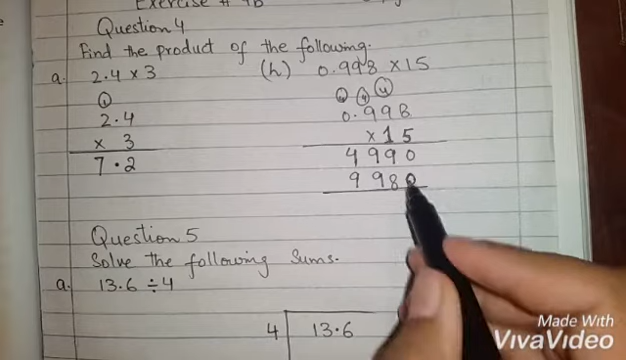 Exercise # 4b
Question 4
Find the product of the following.
a. 2.4 × 3 (h) 0.998 × 15
2.4
× 3
7.2
0.998
× 15
4990
9980
Question 5
Solve the following sums.
a. 13.6 ÷ 4
4 13.6
Made With
VivaVideo